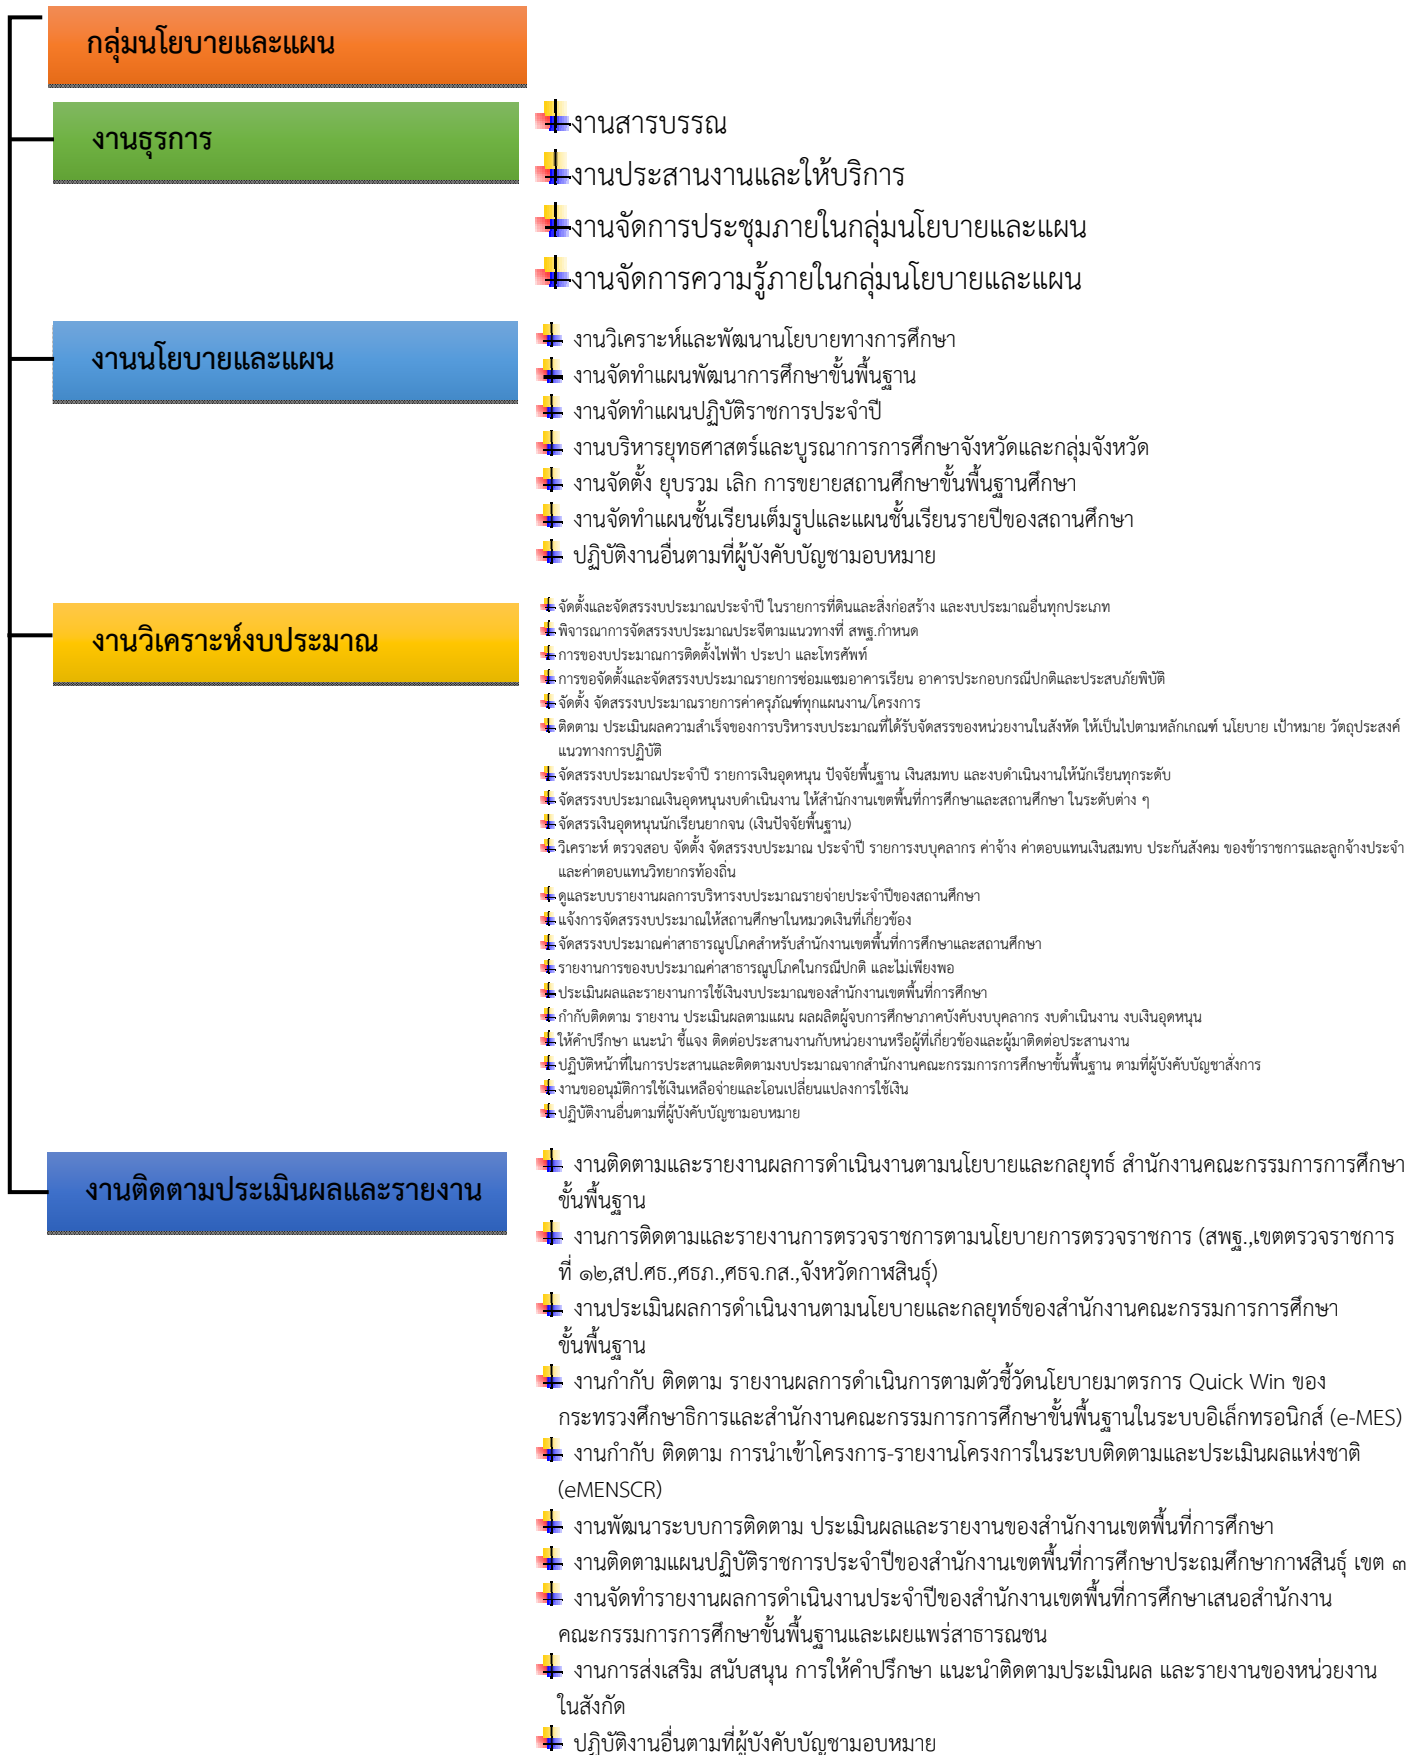 กลุ่มนโยบายและแผน
งานธุรการ
งานสารบรรณ
งานประสานงานและให้บริการ
งานจัดการประชุมภายในกลุ่มนโยบายและแผน
งานจัดการความรู้ภายในกลุ่มนโยบายและแผน
งานนโยบายและแผน
งานวิเคราะห์และพัฒนานโยบายทางการศึกษา
งานจัดทำแผนพัฒนาการศึกษาขั้นพื้นฐาน
งานจัดทำแผนปฏิบัติราชการประจำปี
งานบริหารยุทธศาสตร์และบูรณาการการศึกษาจังหวัดและกลุ่มจังหวัด
งานจัดตั้ง ยุบรวม เลิก การขยายสถานศึกษาขั้นพื้นฐานศึกษา
งานจัดทำแผนชั้นเรียนเต็มรูปและแผนชั้นเรียนรายปีของสถานศึกษา
ปฏิบัติงานอื่นตามที่ผู้บังคับบัญชามอบหมาย
งานวิเคราะห์งบประมาณ
จัดตั้งและจัดสรรงบประมาณประจำปี ในรายการที่ดินและสิ่งก่อสร้าง และงบประมาณอื่นทุกประเภท
พิจารณาการจัดสรรงบประมาณประจีตามแนวทางที่ สพฐ.กำหนด
การของบประมาณการติดตั้งไฟฟ้า ประปา และโทรศัพท์
การขอจัดตั้งและจัดสรรงบประมาณรายการซ่อมแซมอาคารเรียน อาคารประกอบกรณีปกติและประสบภัยพิบัติ
จัดตั้ง จัดสรรงบประมาณรายการค่าครุภัณฑ์ทุกแผนงาน/โครงการ
ติดตาม ประเมินผลความสำเร็จของการบริหารงบประมาณที่ได้รับจัดสรรของหน่วยงานในสังหัด ให้เป็นไปตามหลักเกณฑ์ นโยบาย เป้าหมาย วัตถุประสงค์
แนวทางการปฏิบัติ
จัดสรรงบประมาณประจำปี รายการเงินอุดหนุน ปัจจัยพื้นฐาน เงินสมทบ และงบดำเนินงานให้นักเรียนทุกระดับ
จัดสรรงบประมาณเงินอุดหนุนงบดำเนินงาน ให้สำนักงานเขตพื้นที่การศึกษาและสถานศึกษา ในระดับต่าง ๆ
จัดสรรเงินอุดหนุนนักเรียนยากจน (เงินปัจจัยพื้นฐาน)
วิเคราะห์ ตรวจสอบ จัดตั้ง จัดสรรงบประมาณ ประจำปี รายการงบบุคลากร ค่าจ้าง ค่าตอบแทนเงินสมทบ ประกันสังคม ของข้าราชการและลูกจ้างประจำ
และค่าตอบแทนวิทยากรท้องถิ่น
ดูแลระบบรายงานผลการบริหารงบประมาณรายจ่ายประจำปีของสถานศึกษา
แจ้งการจัดสรรงบประมาณให้สถานศึกษาในหมวดเงินที่เกี่ยวข้อง
จัดสรรงบประมาณค่าสาธารณูปโภคสำหรับสำนักงานเขตพื้นที่การศึกษาและสถานศึกษา
รายงานการของบประมาณค่าสาธารณูปโภคในกรณีปกติ และไม่เพียงพอ
ประเมินผลและรายงานการใช้เงินงบประมาณของสำนักงานเขตพื้นที่การศึกษา
กำกับติดตาม รายงาน ประเมินผลตามแผน ผลผลิตผู้จบการศึกษาภาคบังคับงบบุคลากร งบดำเนินงาน งบเงินอุดหนุน
ให้คำปรึกษา แนะนำ ชี้แจง ติดต่อประสานงานกับหน่วยงานหรือผู้ที่เกี่ยวข้องและผู้มาติดต่อประสานงาน
ปฏิบัติหน้าที่ในการประสานและติดตามงบประมาณจากสำนักงานคณะกรรมการการศึกษาขั้นพื้นฐาน ตามที่ผู้บังคับบัญชาสั่งการ
งานขออนุมัติการใช้เงินเหลือจ่ายและโอนเปลี่ยนแปลงการใช้เงิน
ปฏิบัติงานอื่นตามที่ผู้บังคับบัญชามอบหมาย
งานติดตามประเมินผลและรายงาน
งานติดตามและรายงานผลการดำเนินงานตามนโยบายและกลยุทธ์ สำนักงานคณะกรรมการการศึกษา
ขั้นพื้นฐาน
งานการติดตามและรายงานการตรวจราชการตามนโยบายการตรวจราชการ (สพฐ.,เขตตรวจราชการ
ที่ ๑๒,สป.ศธ.,ศธภ.,ศธจ.กส.,จังหวัดกาฬสินธุ์)
งานประเมินผลการดำเนินงานตามนโยบายและกลยุทธ์ของสำนักงานคณะกรรมการการศึกษา
ขั้นพื้นฐาน
งานกำกับ ติดตาม รายงานผลการดำเนินการตามตัวชี้วัดนโยบายมาตรการ Quick Win ของ
กระทรวงศึกษาธิการและสำนักงานคณะกรรมการการศึกษาขั้นพื้นฐานในระบบอิเล็กทรอนิกส์ (e-MES)
งานกำกับ ติดตาม การนำเข้าโครงการ-รายงานโครงการในระบบติดตามและประเมินผลแห่งชาติ
(eMENSCR)
งานพัฒนาระบบการติดตาม ประเมินผลและรายงานของสำนักงานเขตพื้นที่การศึกษา
งานติดตามแผนปฏิบัติราชการประจำปีของสำนักงานเขตพื้นที่การศึกษาประถมศึกษากาฬสินธุ์ เขต ๓
งานจัดทำรายงานผลการดำเนินงานประจำปีของสำนักงานเขตพื้นที่การศึกษาเสนอสำนักงาน
คณะกรรมการการศึกษาขั้นพื้นฐานและเผยแพร่สาธารณชน
งานการส่งเสริม สนับสนุน การให้คำปรึกษา แนะนำติดตามประเมินผล และรายงานของหน่วยงาน
ในสังกัด
ปฏิบัติงานอื่นตามที่ผู้บังคับบัญชามอบหมาย